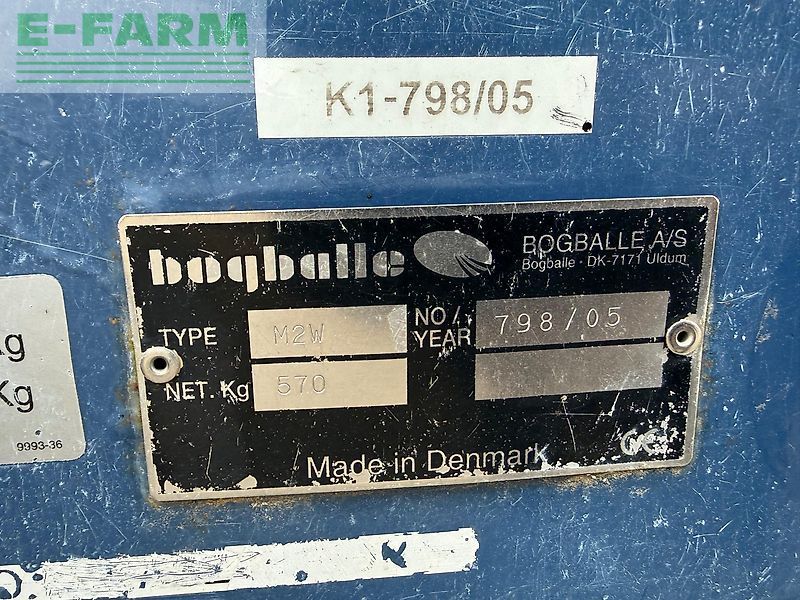 E-FARM
K1-798/05
bogballe
BOGBALLE A/S
Bogballe · DK-7171 Uldum
TYPE M2W
NO / YEAR 798/05
NET. Kg 570
Made in Denmark
CE
Kg
9993-36